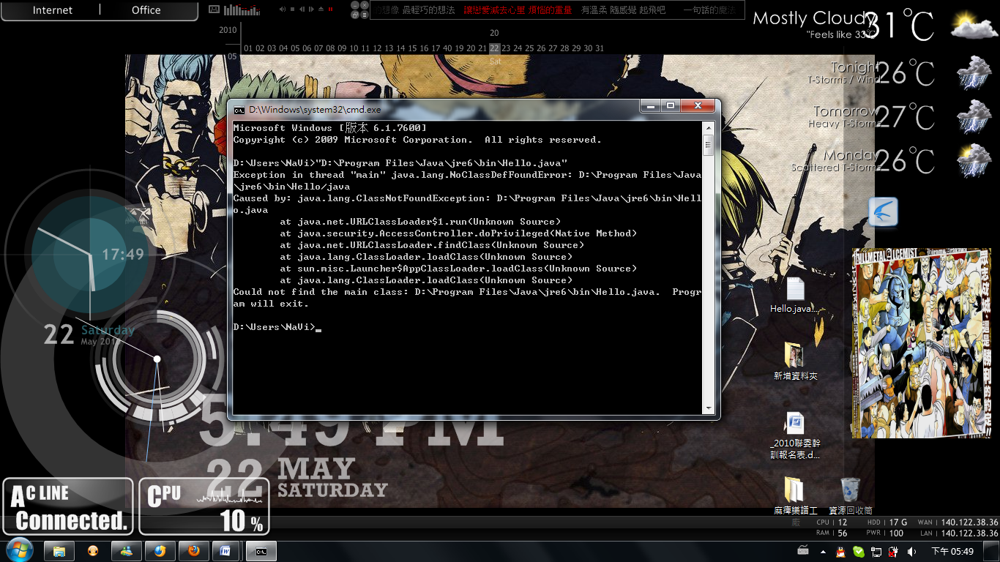 Internet
Office
想像 最輕巧的想法 讓戀愛減去心里 煩惱的重量 有溫柔 隨感覺 起飛吧 一句話的魔法
2010
20
01 02 03 04 05 06 07 08 09 10 11 12 13 14 15 16 17 40 19 20 21 22 23 24 25 26 27 28 29 30 31
05
Sat
Mostly Cloudy
31°C
"Feels like 33°C
Tonight
26°C
T-Storms / Wind
Tomorrow
27°C
Heavy T-Storms
Monday
26°C
Scattered T-Storms
D:\Windows\system32\cmd.exe
Microsoft Windows [版本 6.1.7600]
Copyright (c) 2009 Microsoft Corporation.  All rights reserved.
D:\Users\NaVi>"D:\Program Files\Java\jre6\bin\Hello.java"
Exception in thread "main" java.lang.NoClassDefFoundError: D:\Program Files\Java
\jre6\bin\Hello/java
Caused by: java.lang.ClassNotFoundException: D:\Program Files\Java\jre6\bin\Hell
o.java
at java.net.URLClassLoader$1.run(Unknown Source)
at java.security.AccessController.doPrivileged(Native Method)
at java.net.URLClassLoader.findClass(Unknown Source)
at java.lang.ClassLoader.loadClass(Unknown Source)
at sun.misc.Launcher$AppClassLoader.loadClass(Unknown Source)
at java.lang.ClassLoader.loadClass(Unknown Source)
Could not find the main class: D:\Program Files\Java\jre6\bin\Hello.java.  Progr
am will exit.
D:\Users\NaVi>
17:49
22
Saturday
May 2010
FULLMETAL ALCHEMIST
Hello.java...
新增資料夾
_2010聯委幹
訓報名表.d...
麻痺樂譜工
廠
資源回收筒
5:49 PM
22
MAY
SATURDAY
AC LINE
Connected.
CPU
10 %
CPU | 12
HDD | 17 G
WAN | 140.122.38.36
RAM | 56
PWR | 100
LAN | 140.122.38.36
下午 05:49